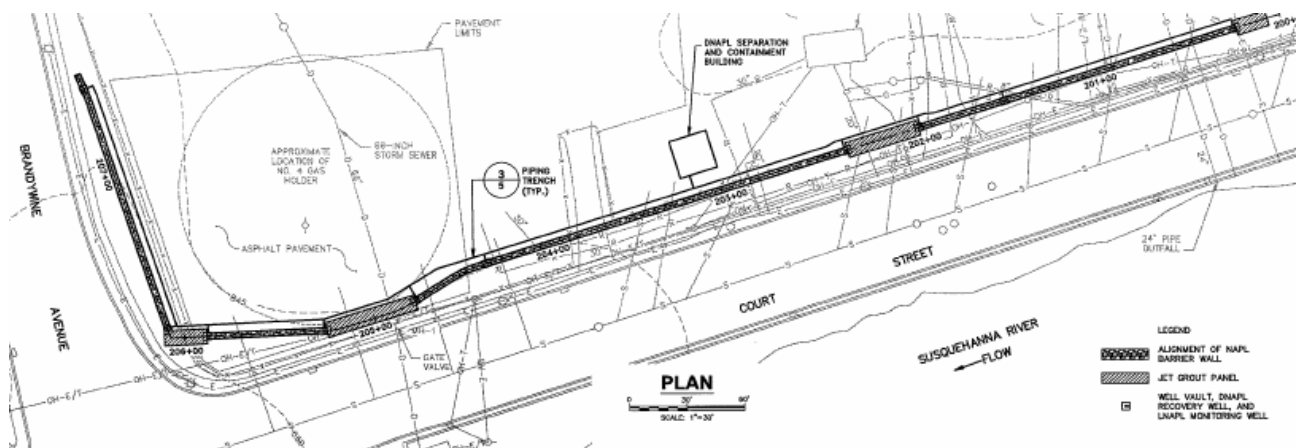 PAVEMENT
LIMITS
DNAPL SEPARATION
AND CONTAINMENT
BUILDING
200+
201+00
202+00
BRANDYWINE
AVENUE
207+00
APPROXIMATE
LOCATION OF
NO. 4 GAS
HOLDER
66-INCH
STORM SEWER
66"
3
5
PIPING
TRENCH
(TYP.)
203+00
204+00
ASPHALT PAVEMENT
845
205+00
206+00
GATE
VALVE
OH-E/T
24"
24" PIPE
OUTFALL
COURT
STREET
SUSQUEHANNA RIVER
FLOW
PLAN
0 30' 60'
SCALE: 1"=30'
LEGEND
ALIGNMENT OF NAPL
BARRIER WALL
JET GROUT PANEL
WELL VAULT, DNAPL
RECOVERY WELL, AND
LNAPL MONITORING WELL